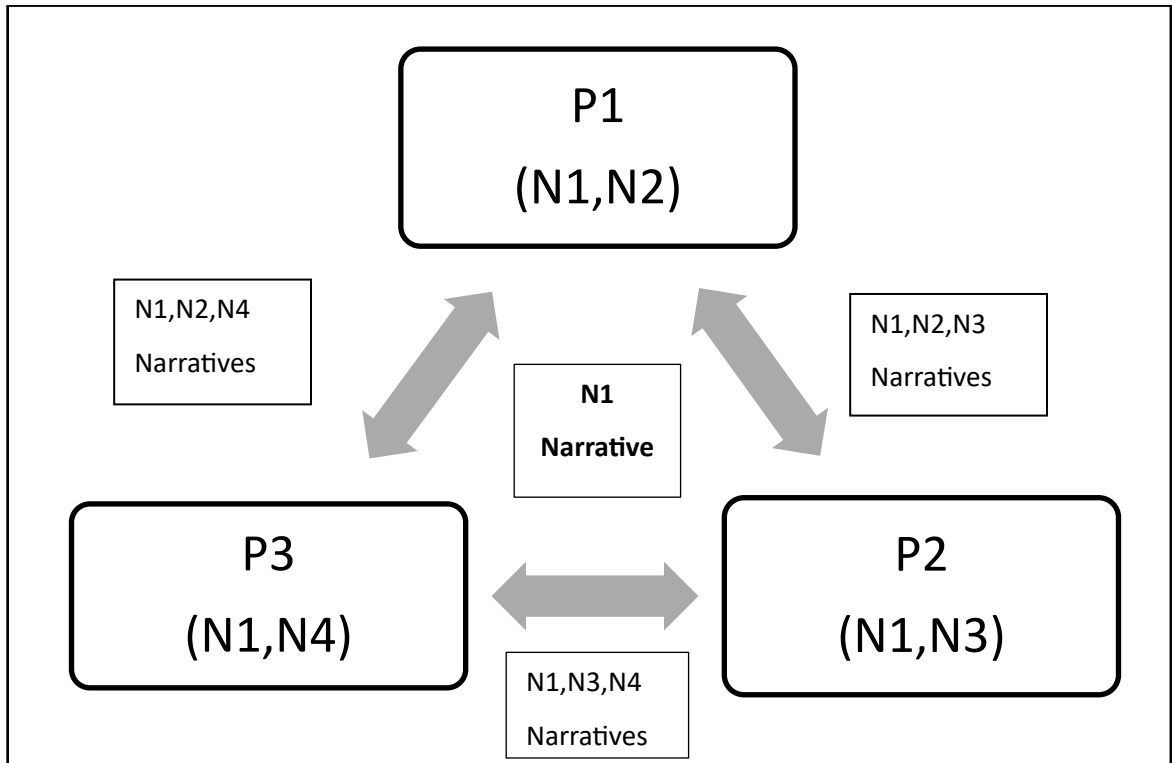 P1
(N1,N2)
N1,N2,N4
Narratives
N1,N2,N3
Narratives
N1
Narrative
P3
(N1,N4)
P2
(N1,N3)
N1,N3,N4
Narratives